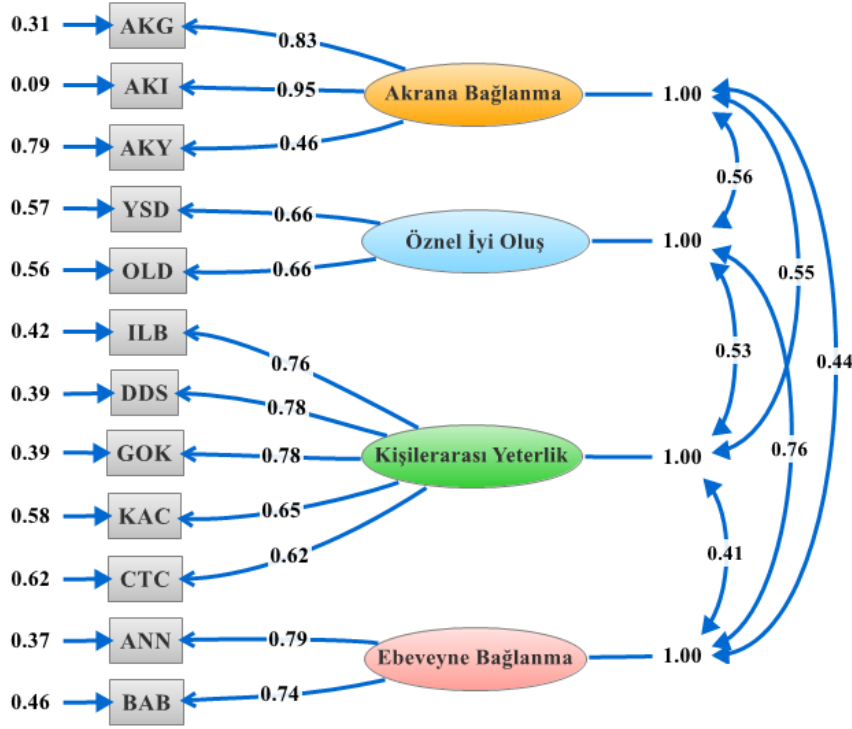 0.31 AKG 0.83
0.09 AKI 0.95 Akrana Bağlanma 1.00
0.79 AKY 0.46
0.56
0.57 YSD 0.66
0.56 OLD 0.66 Öznel İyi Oluş 1.00
0.55
0.42 ILB 0.76
0.53
0.44
0.39 DDS 0.78
0.39 GOK 0.78 Kişilerarası Yeterlik 1.00
0.76
0.58 KAC 0.65
0.62 CTC 0.62
0.41
0.37 ANN 0.79
Ebeveyne Bağlanma 1.00
0.46 BAB 0.74